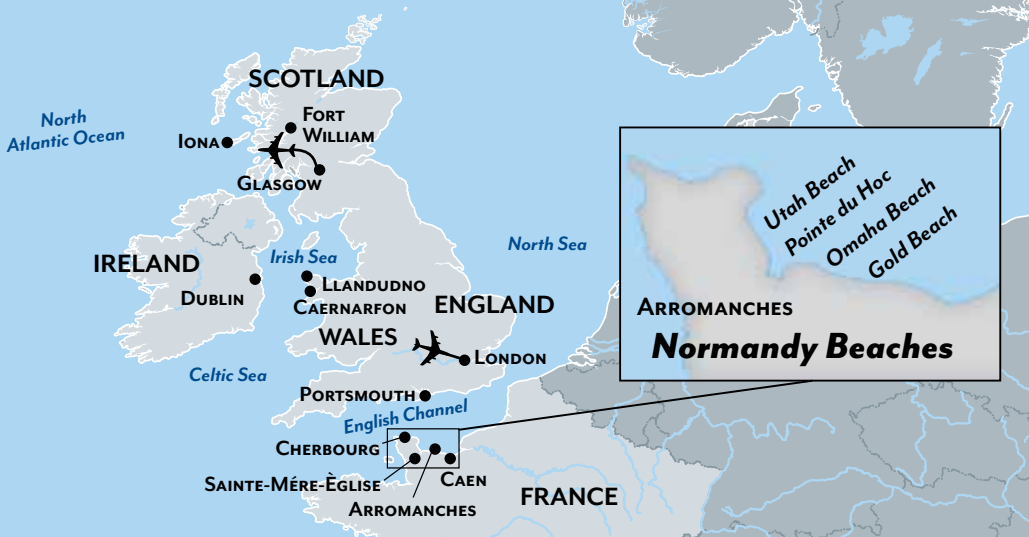 SCOTLAND
North
Atlantic Ocean
FORT
WILLIAM
IONA
GLASGOW
North Sea
IRELAND
Irish Sea
DUBLIN
LLANDUDNO
CAERNARFON
ENGLAND
WALES
LONDON
Celtic Sea
PORTSMOUTH
English Channel
CHERBOURG
SAINTE-MÉRE-ÈGLISE
CAEN
ARROMANCHES
FRANCE
Utah Beach
Pointe du Hoc
Omaha Beach
Gold Beach
ARROMANCHES
Normandy Beaches